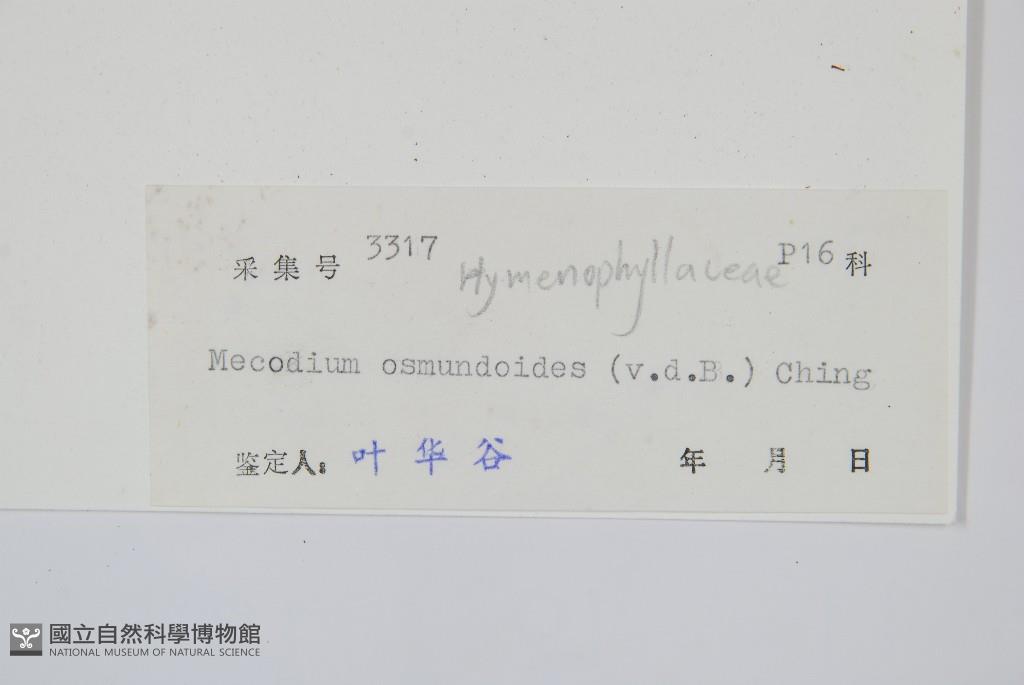 采集号 3317 Hymenophyllaceae P16 科
Mecodium osmundoides (v.d.B.) Ching
鉴定人: 叶华谷 年 月 日
國立自然科學博物館
NATIONAL MUSEUM OF NATURAL SCIENCE